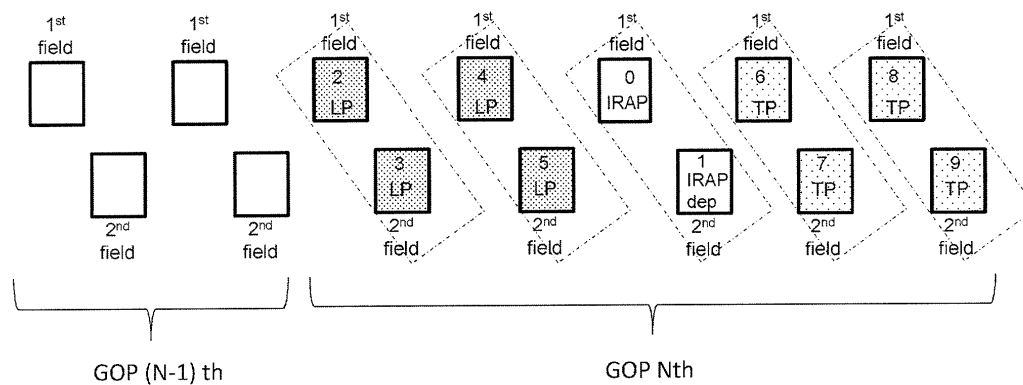 1st field
1st field
1st field
1st field
1st field
1st field
1st field
2 LP
4 LP
0 IRAP
6 TP
8 TP
3 LP
5 LP
1 IRAP dep
7 TP
9 TP
2nd field
2nd field
2nd field
2nd field
2nd field
2nd field
2nd field
GOP (N-1) th
GOP Nth